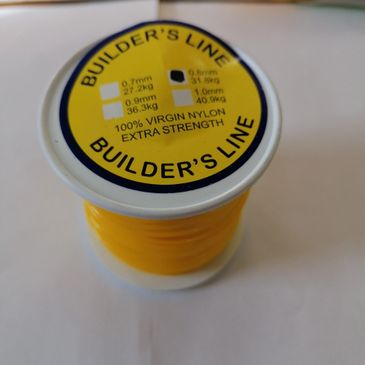 BUILDER'S LINE
0.7mm
27.2kg
0.8mm
31.8kg
0.9mm
36.3kg
1.0mm
40.9kg
100% VIRGIN NYLON
EXTRA STRENGTH
BUILDER'S LINE